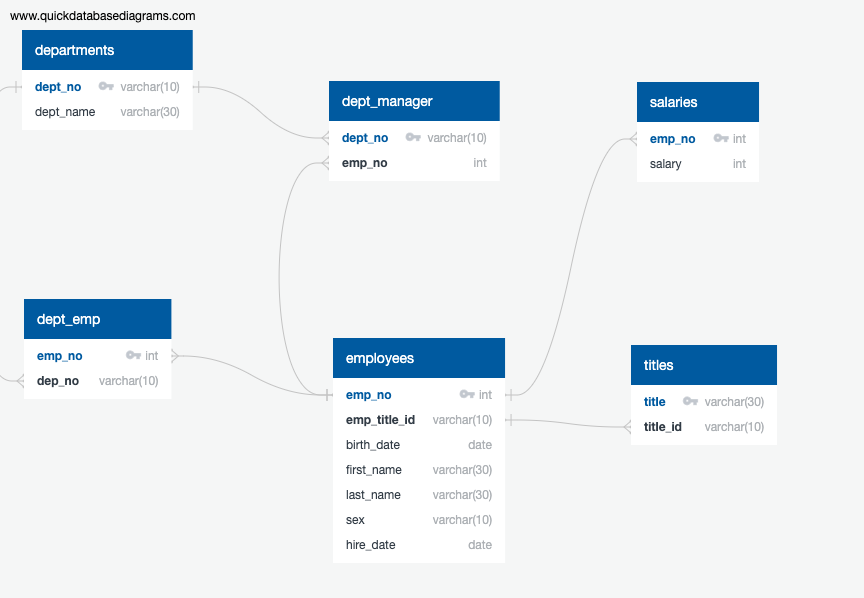 www.quickdatabasediagrams.com
departments
dept_no varchar(10)
dept_name varchar(30)
dept_manager
dept_no varchar(10)
emp_no int
salaries
emp_no int
salary int
dept_emp
emp_no int
dep_no varchar(10)
employees
emp_no int
emp_title_id varchar(10)
birth_date date
first_name varchar(30)
last_name varchar(30)
sex varchar(10)
hire_date date
titles
title varchar(30)
title_id varchar(10)